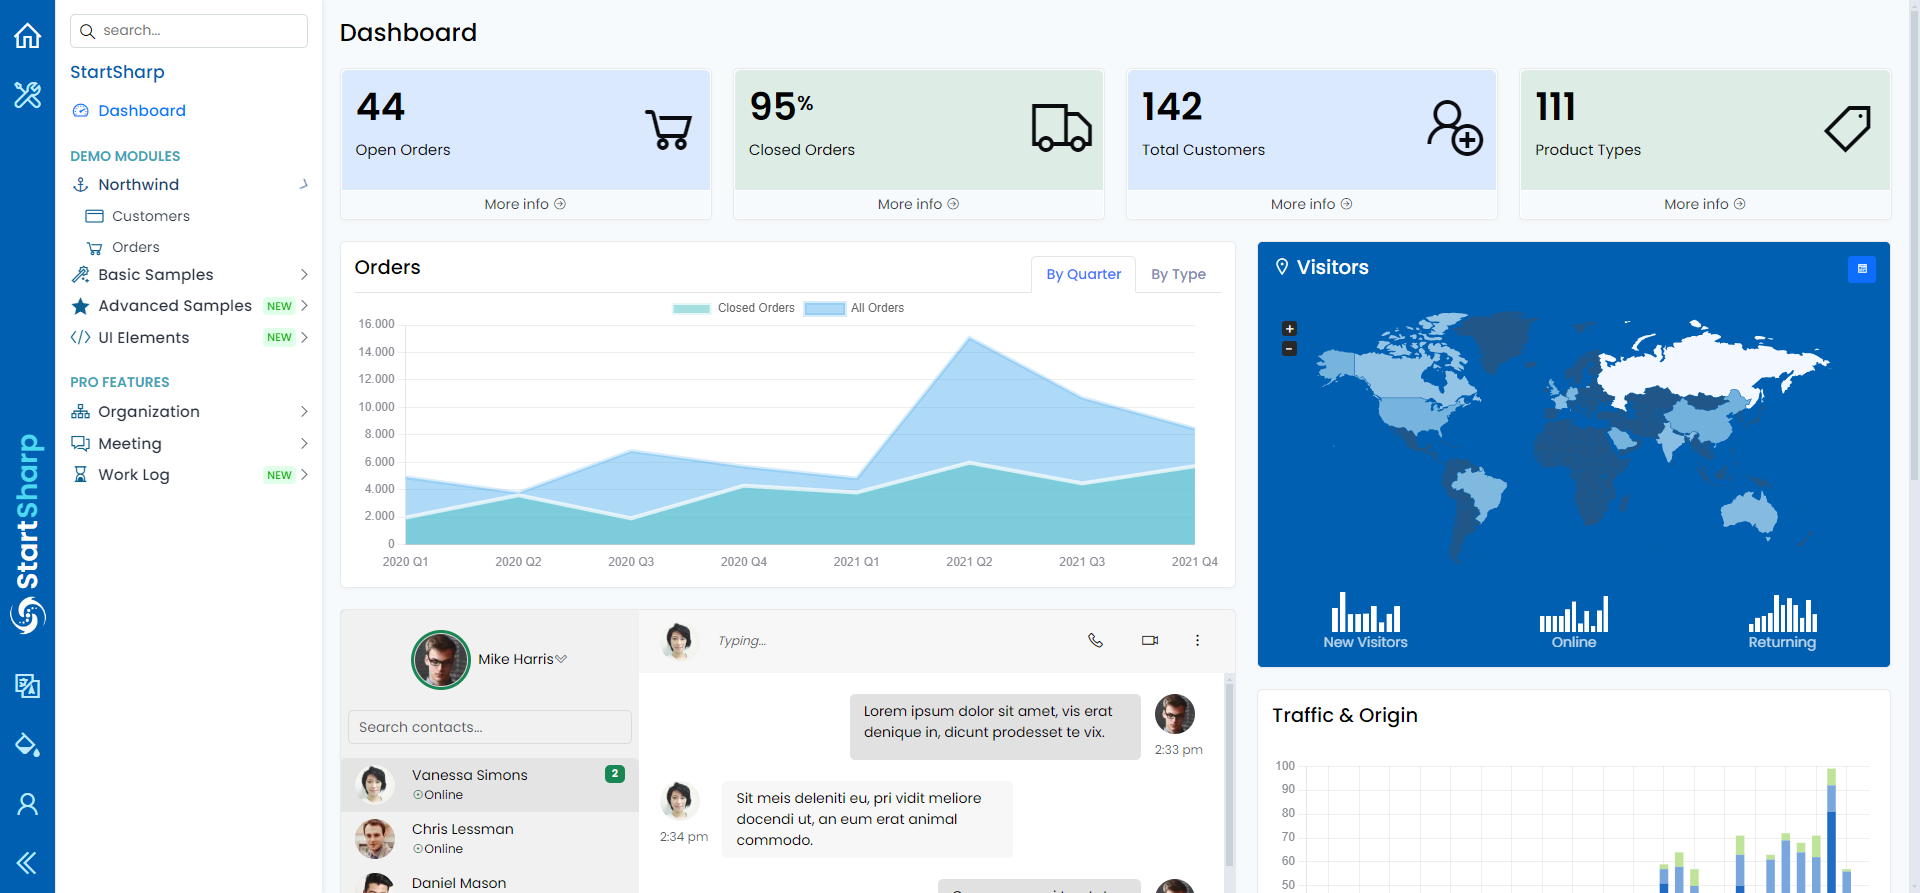 search...
StartSharp
Dashboard
DEMO MODULES
Northwind
Customers
Orders
Basic Samples
Advanced Samples NEW
UI Elements NEW
PRO FEATURES
Organization
Meeting
Work Log NEW
StartSharp
Dashboard
44
Open Orders
More info
95%
Closed Orders
More info
142
Total Customers
More info
111
Product Types
More info
Orders
By Quarter
By Type
Closed Orders
All Orders
16.000
14.000
12.000
10.000
8.000
6.000
4.000
2.000
0
2020 Q1
2020 Q2
2020 Q3
2020 Q4
2021 Q1
2021 Q2
2021 Q3
2021 Q4
Visitors
+
-
New Visitors
Online
Returning
Mike Harris
Search contacts...
Vanessa Simons
2
Online
Chris Lessman
Online
Daniel Mason
Typing...
Lorem ipsum dolor sit amet, vis erat
denique in, dicunt prodesset te vix.
2:33 pm
Sit meis deleniti eu, pri vidit meliore
docendi ut, an eum erat animal
commodo.
2:34 pm
Traffic & Origin
100
90
80
70
60
50